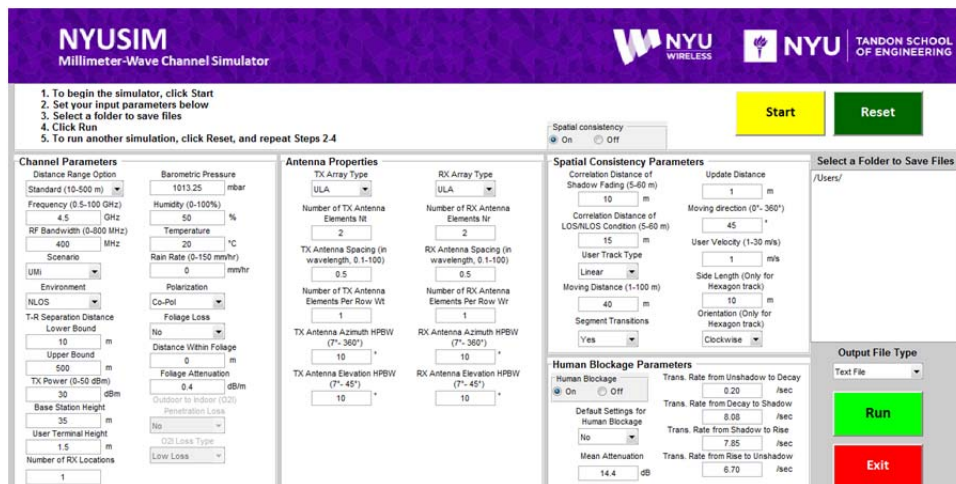 NYUSIM
Millimeter-Wave Channel Simulator
NYU
WIRELESS
NYU
TANDON SCHOOL
OF ENGINEERING
1. To begin the simulator, click Start
2. Set your input parameters below
3. Select a folder to save files
4. Click Run
5. To run another simulation, click Reset, and repeat Steps 2-4
Spatial consistency
On Off
Start
Reset
Channel Parameters
Distance Range Option
Standard (10-500 m)
Frequency (0.5-100 GHz)
4.5 GHz
RF Bandwidth (0-800 MHz)
400 MHz
Scenario
UMi
Environment
NLOS
T-R Separation Distance
Lower Bound
10 m
Upper Bound
500 m
TX Power (0-50 dBm)
30 dBm
Base Station Height
35 m
User Terminal Height
1.5 m
Number of RX Locations
1
Barometric Pressure
1013.25 mbar
Humidity (0-100%)
50 %
Temperature
20 °C
Rain Rate (0-150 mm/hr)
0 mm/hr
Polarization
Co-Pol
Foliage Loss
No
Distance Within Foliage
0 m
Foliage Attenuation
0.4 dB/m
Outdoor to Indoor (O2I)
Penetration Loss
No
O2I Loss Type
Low Loss
Antenna Properties
TX Array Type
ULA
Number of TX Antenna
Elements Nt
2
TX Antenna Spacing (in
wavelength, 0.1-100)
0.5
Number of TX Antenna
Elements Per Row Wt
1
TX Antenna Azimuth HPBW
(7°- 360°)
10 °
TX Antenna Elevation HPBW
(7°- 45°)
10 °
RX Array Type
ULA
Number of RX Antenna
Elements Nr
2
RX Antenna Spacing (in
wavelength, 0.1-100)
0.5
Number of RX Antenna
Elements Per Row Wr
1
RX Antenna Azimuth HPBW
(7°- 360°)
10 °
RX Antenna Elevation HPBW
(7°- 45°)
10 °
Spatial Consistency Parameters
Correlation Distance of
Shadow Fading (5-60 m)
10 m
Correlation Distance of
LOS/NLOS Condition (5-60 m)
15 m
User Track Type
Linear
Moving Distance (1-100 m)
40 m
Segment Transitions
Yes
Update Distance
1 m
Moving direction (0°- 360°)
45 °
User Velocity (1-30 m/s)
1 m/s
Side Length (Only for
Hexagon track)
10 m
Orientation (Only for
Hexagon track)
Clockwise
Human Blockage Parameters
Human Blockage
On Off
Default Settings for
Human Blockage
No
Mean Attenuation
14.4 dB
Trans. Rate from Unshadow to Decay
0.20 /sec
Trans. Rate from Decay to Shadow
8.08 /sec
Trans. Rate from Shadow to Rise
7.85 /sec
Trans. Rate from Rise to Unshadow
6.70 /sec
Select a Folder to Save Files
/Users/
Output File Type
Text File
Run
Exit